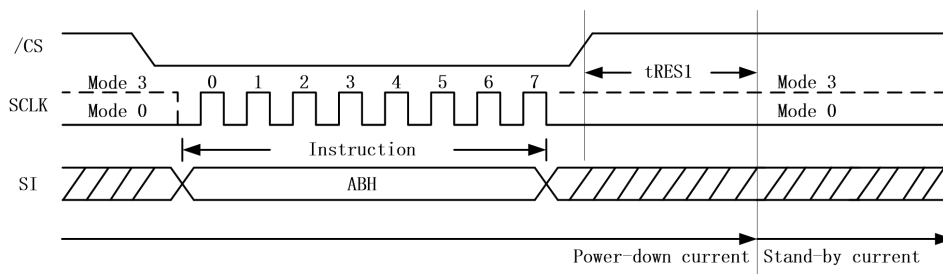 /CS
tRES1
Mode 3 0 1 2 3 4 5 6 7 Mode 3
SCLK
Mode 0 Mode 0
Instruction
SI ABH
Power-down current Stand-by current